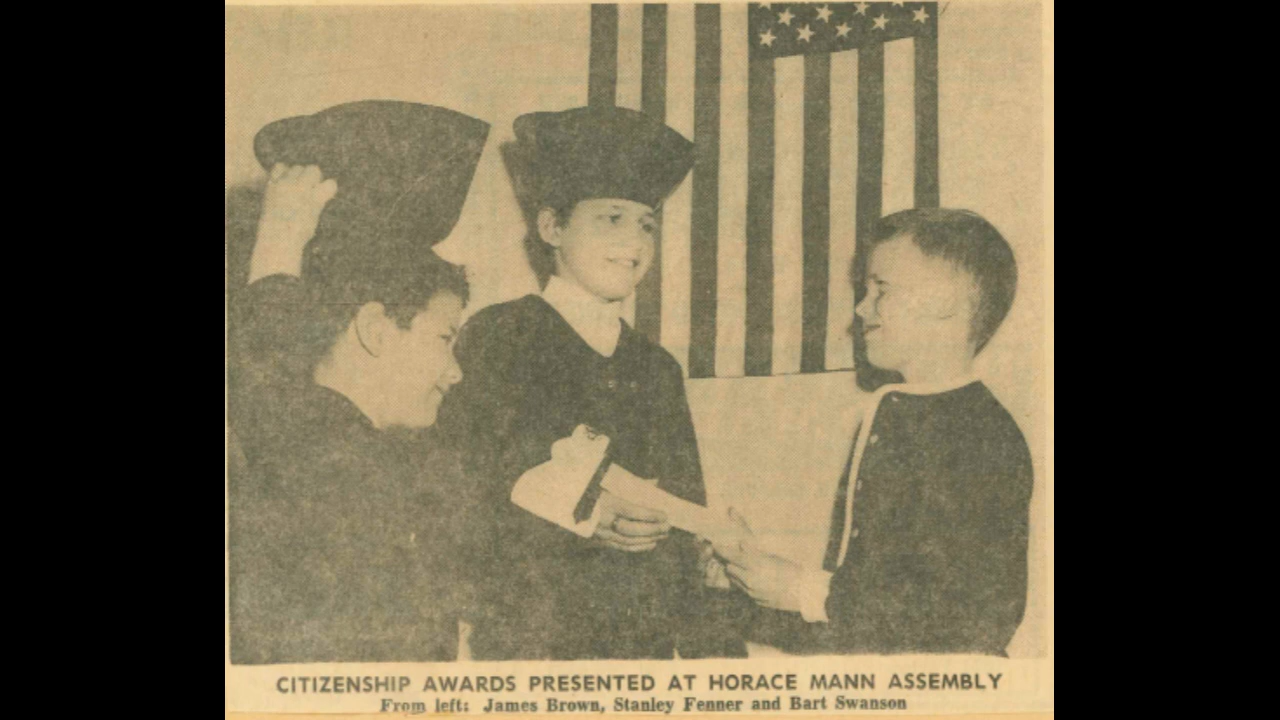 CITIZENSHIP AWARDS PRESENTED AT HORACE MANN ASSEMBLY
From left: James Brown, Stanley Fenner and Bart Swanson